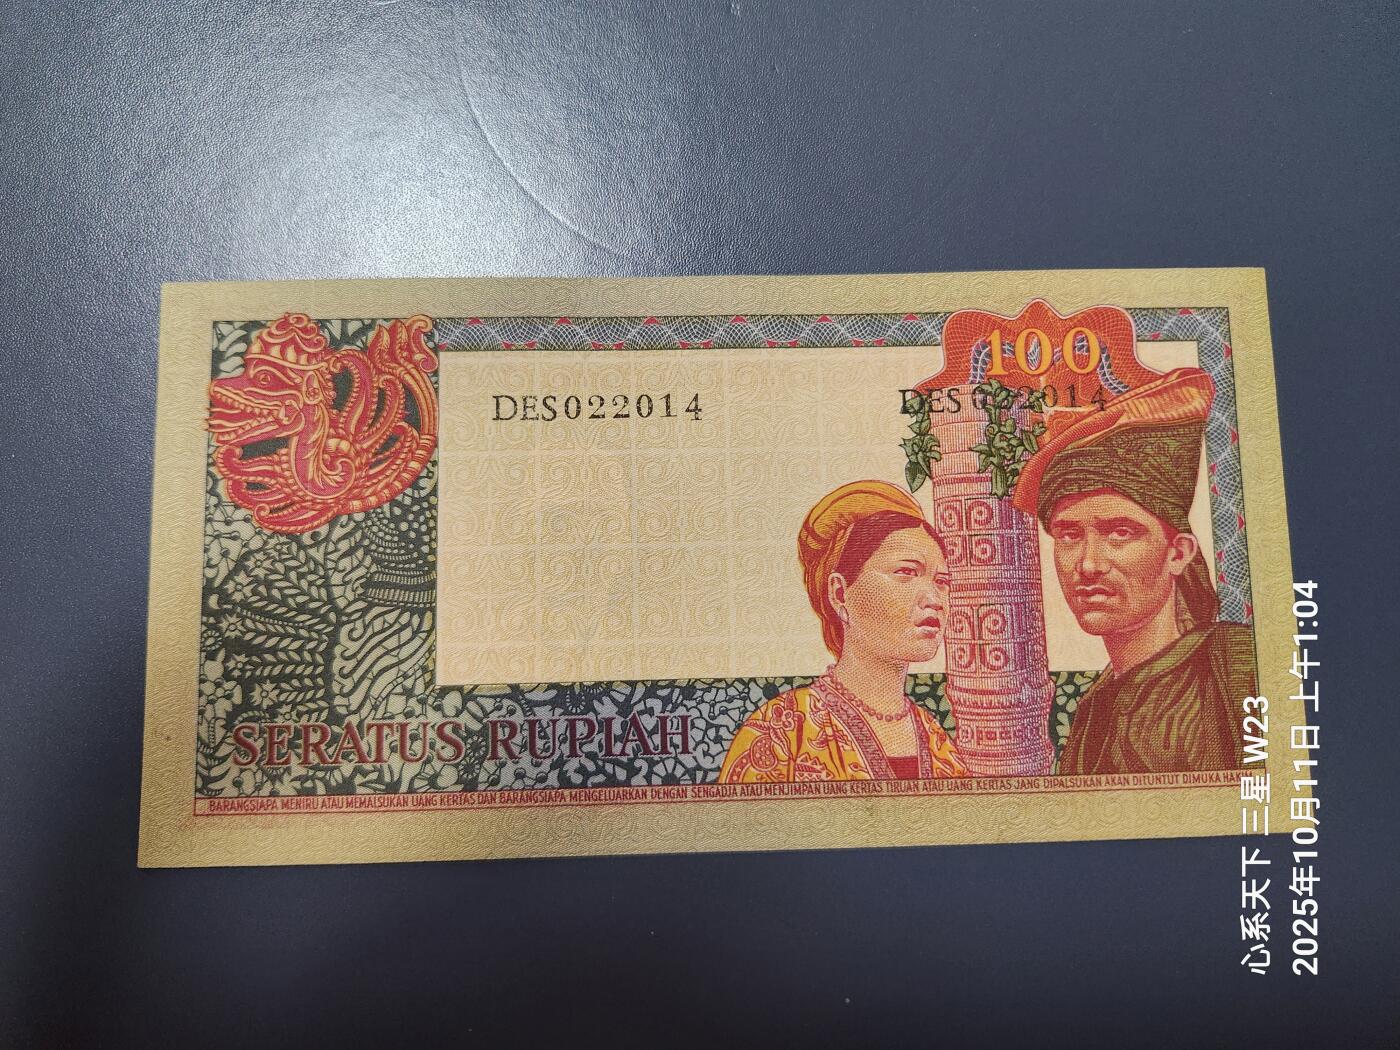 100
DES022014 DES022014
SERATUS RUPIAH
BARANGSIAPA MENIRU ATAU MEMALSUKAN UANG KERTAS DAN BARANGSIAPA MENGELUARKAN DENGAN SENGADJA ATAU MENJIMPAN UANG KERTAS TIRUAN ATAU UANG KERTAS JANG DIPALSUKAN AKAN DITUNTUT DIMUKA HAKIM
心系天下 三星 W23
2025年10月11日 上午1:04